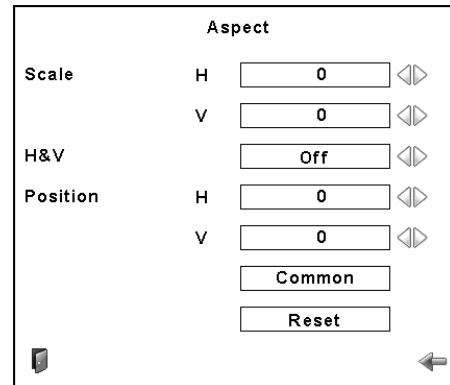 Aspect
Scale H 0
V 0
H&V Off
Position H 0
V 0
Common
Reset